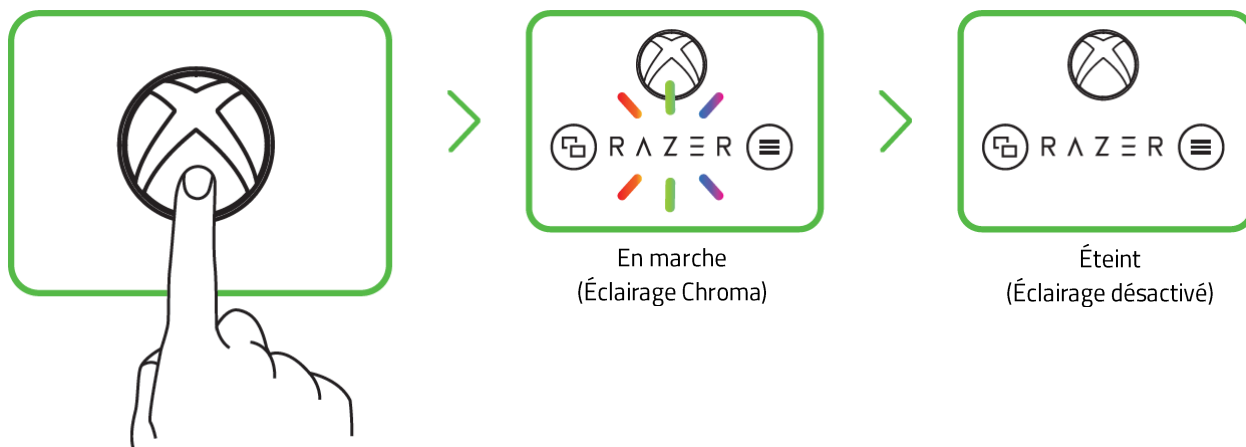 RAZER
En marche
(Éclairage Chroma)
RAZER
Éteint
(Éclairage désactivé)